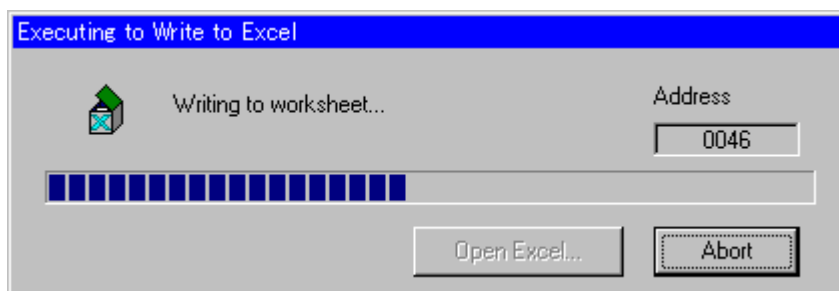 Executing to Write to Excel
Writing to worksheet...
Address
0046
Open Excel...
Abort